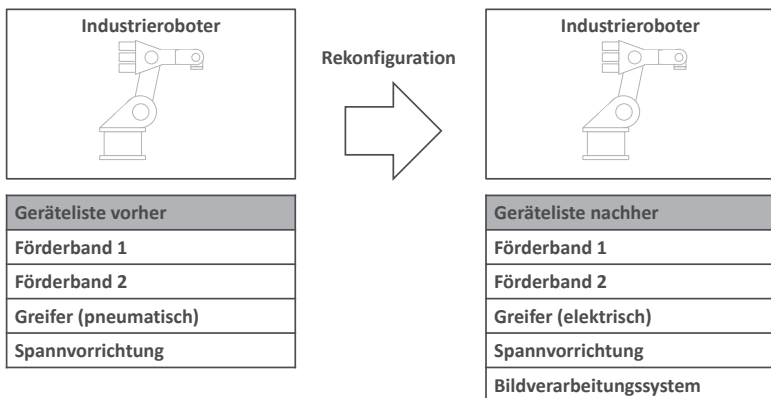 Industrieroboter
Rekonfiguration
Industrieroboter
Geräteliste vorher
Förderband 1
Förderband 2
Greifer (pneumatisch)
Spannvorrichtung
Geräteliste nachher
Förderband 1
Förderband 2
Greifer (elektrisch)
Spannvorrichtung
Bildverarbeitungssystem